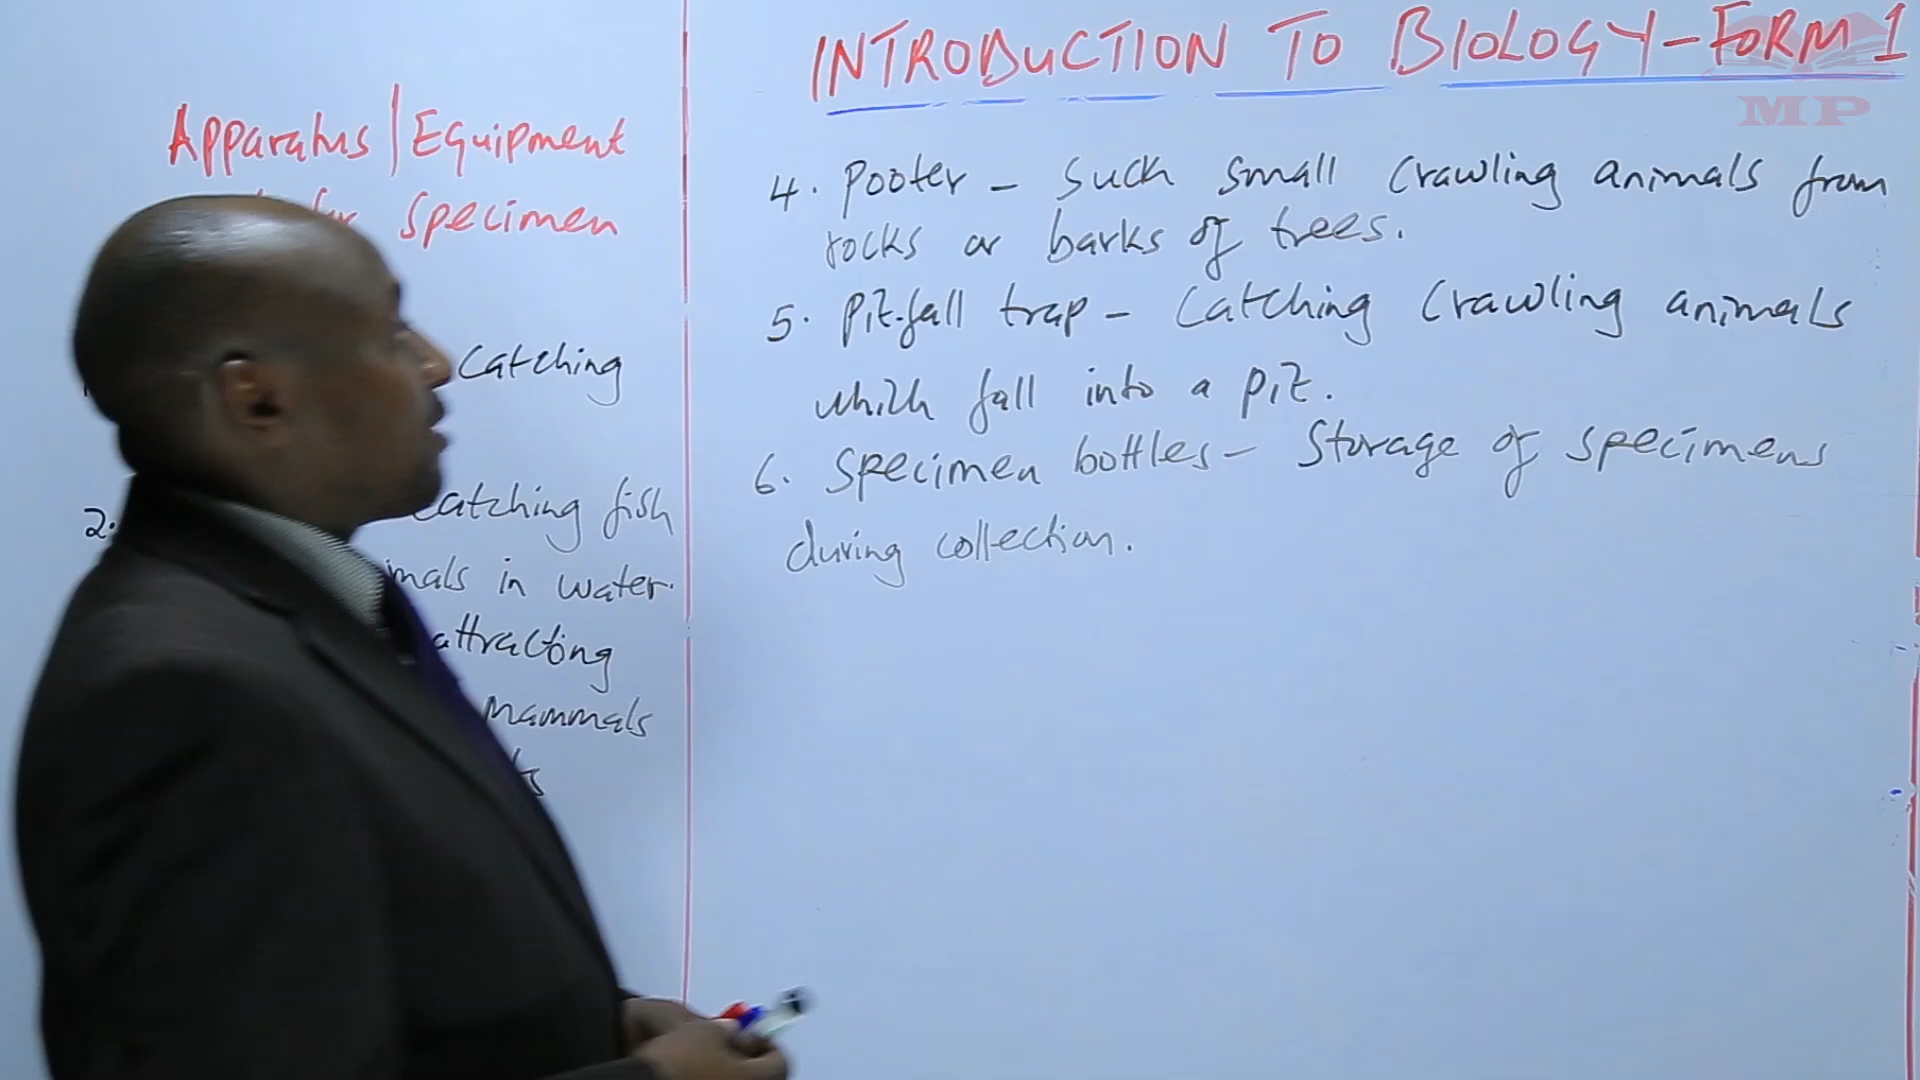 INTRODUCTION TO BIOLOGY - FORM 1
MP
Apparatus | Equipment
for specimen
catching
2.
catching fish
in water.
attracting
mammals
4. Pooter - suck small crawling animals from
rocks or barks of trees.
5. Pit-fall trap - catching crawling animals
which fall into a pit.
6. specimen bottles - storage of specimens
during collection.